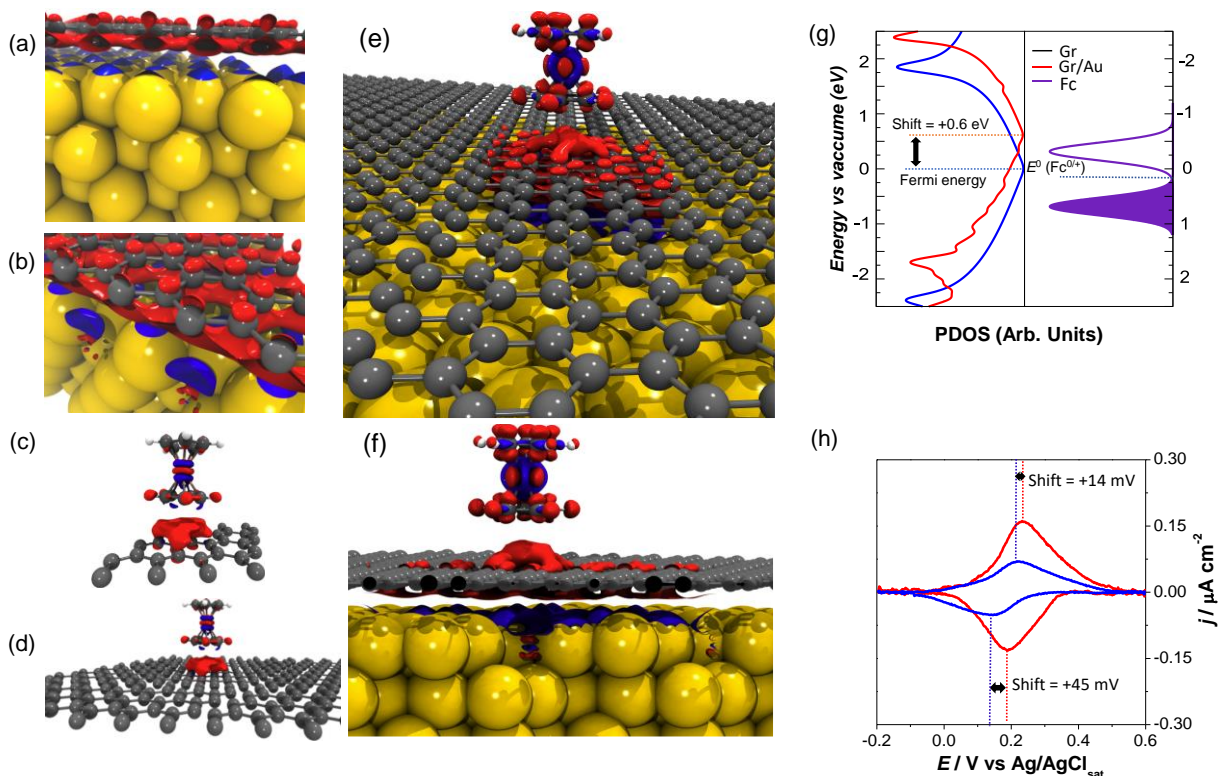 (a)
(b)
(c)
(d)
(e)
(f)
(g)
Gr
Gr/Au
Fc
2
1
0
-1
-2
Energy vs vaccume (eV)
Shift = +0.6 eV
Fermi energy
E⁰ (Fc⁰/⁺)
-2
-1
0
1
2
PDOS (Arb. Units)
(h)
Shift = +14 mV
Shift = +45 mV
0.30
0.15
0.00
-0.15
-0.30
j / µA cm⁻²
-0.2 0.0 0.2 0.4 0.6
E / V vs Ag/AgCl_sat